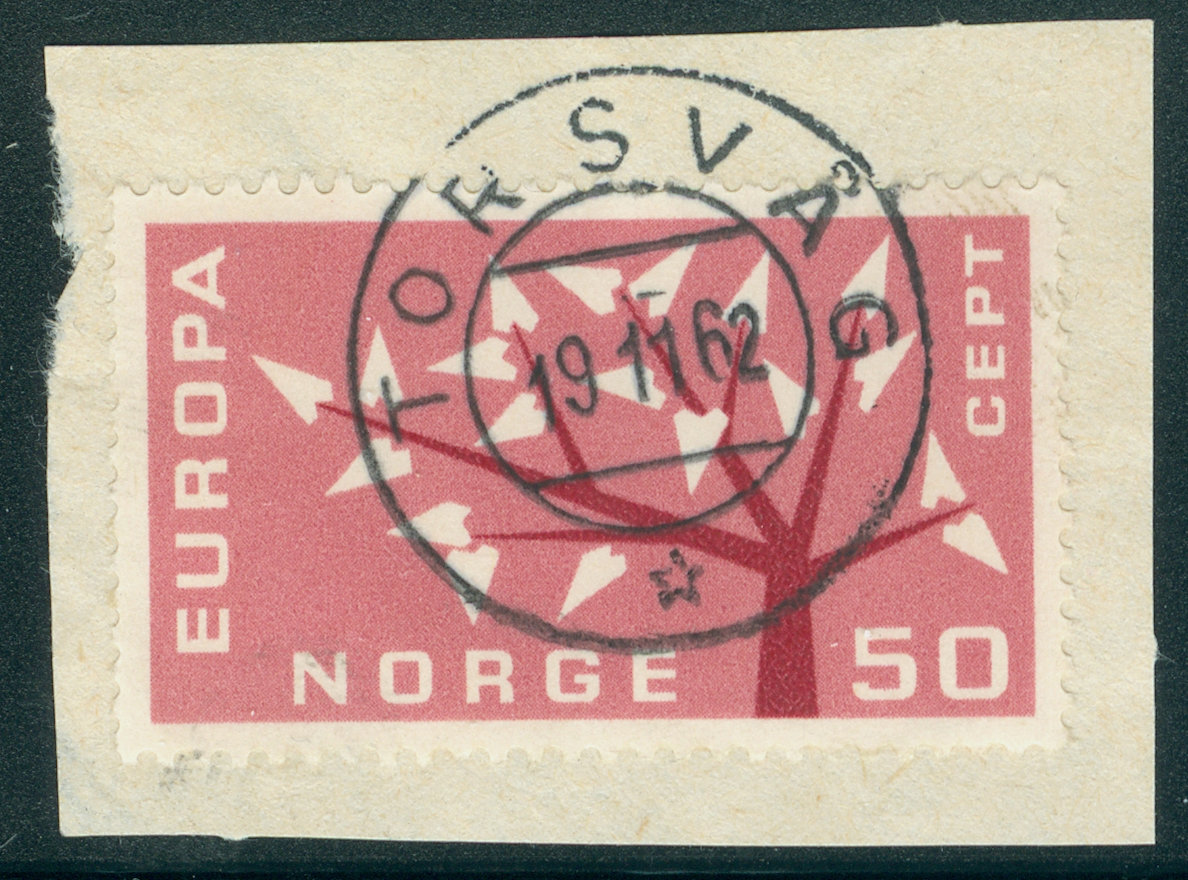 TORSVÅG
19 11 62
EUROPA
CEPT
NORGE
50